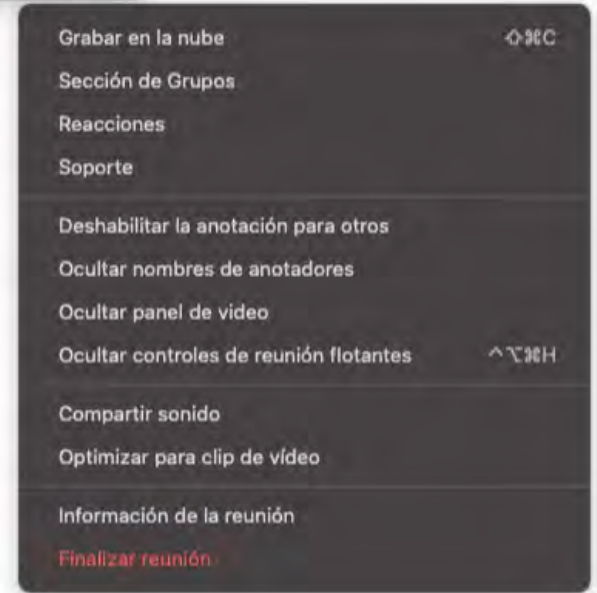 Grabar en la nube ⇧⌘C
Sección de Grupos
Reacciones
Soporte
Deshabilitar la anotación para otros
Ocultar nombres de anotadores
Ocultar panel de video
Ocultar controles de reunión flotantes ^⌥⌘H
Compartir sonido
Optimizar para clip de vídeo
Información de la reunión
Finalizar reunión